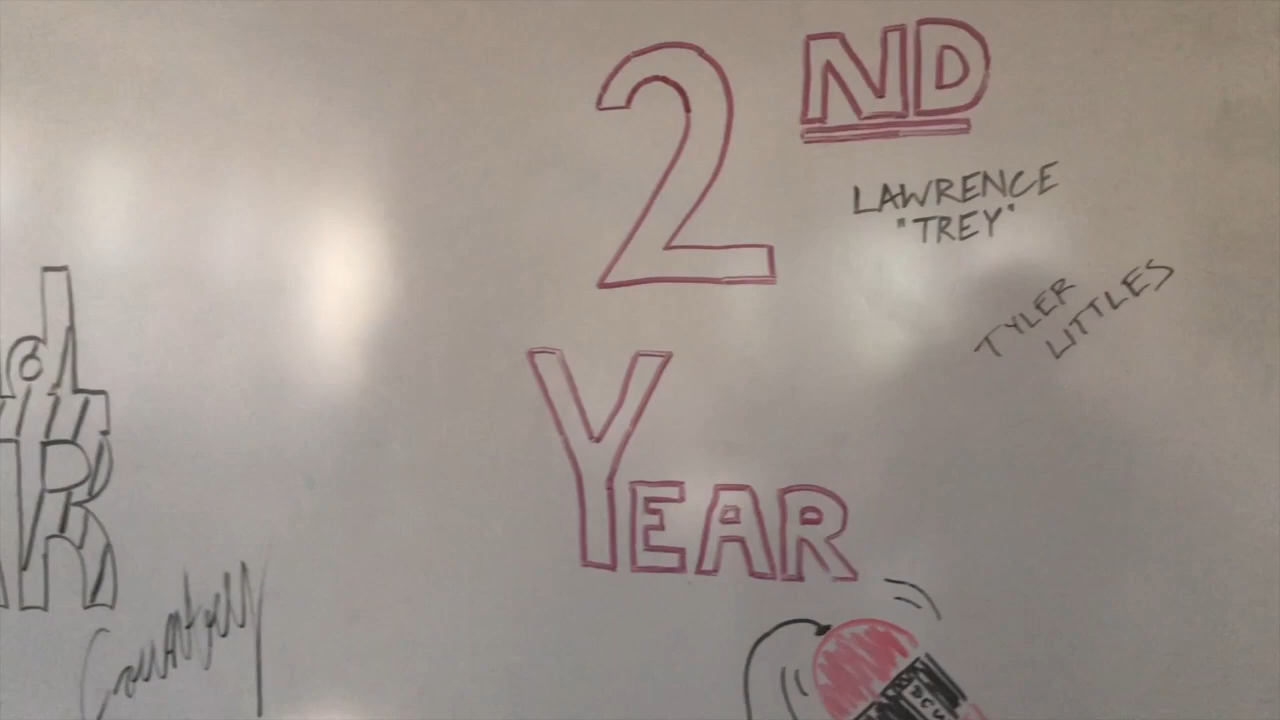 2ND
LAWRENCE
"TREY"
TYLER
LITTLES
YEAR